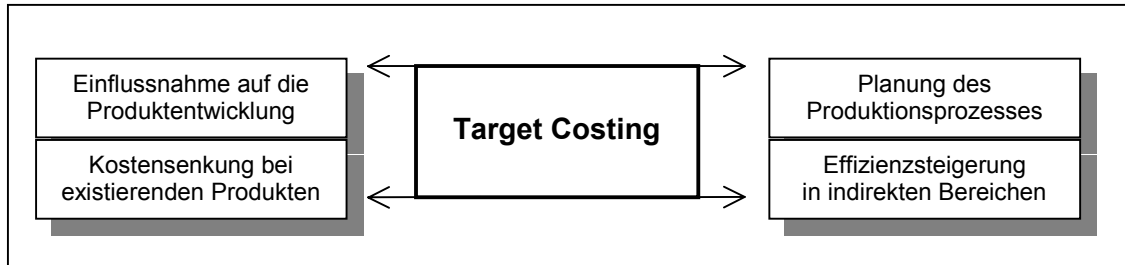 Einflussnahme auf die
Produktentwicklung
Kostensenkung bei
existierenden Produkten
Target Costing
Planung des
Produktionsprozesses
Effizienzsteigerung
in indirekten Bereichen